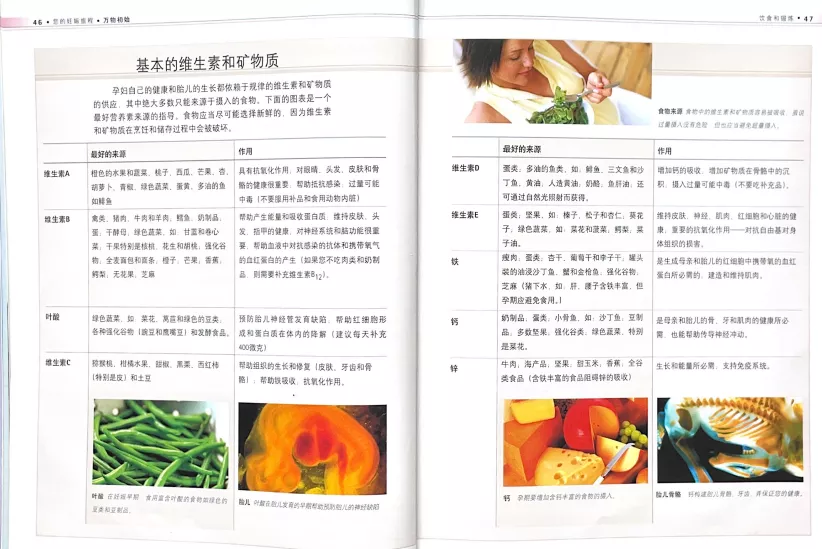 46 • 您的妊娠旅程 • 万物初始
基本的维生素和矿物质
孕妇自己的健康和胎儿的生长都依赖于规律的维生素和矿物质
的供应，其中绝大多数只能来源于摄入的食物。下面的图表是一个
最好营养素来源的指导。食物应当尽可能选择新鲜的，因为维生素
和矿物质在烹饪和储存过程中会被破坏。
最好的来源
作用
维生素A
橙色的水果和蔬菜，桃子，西瓜，芒果，杏，
胡萝卜，青椒，绿色蔬菜，蛋黄，多油的鱼
如鲱鱼
具有抗氧化作用，对眼睛、头发、皮肤和骨
骼的健康很重要，帮助抵抗感染，过量可能
中毒（不要服用补品和食用动物内脏）
维生素B
禽类，猪肉，牛肉和羊肉，鳕鱼，奶制品，
蛋；干酵母，绿色蔬菜，如：甘蓝和卷心
菜；干果特别是核桃，花生和胡桃；强化谷
物；全麦面包和面条；橙子，芒果，香蕉，
鳄梨，无花果，芝麻
帮助产生能量和吸收蛋白质，维持皮肤、头
发、指甲的健康，对神经系统和脑功能很重
要，帮助血液中对抗感染的抗体和携带氧气
的血红蛋白的产生（如果您不吃肉类和奶制
品，则需要补充维生素B12）。
叶酸
绿色蔬菜，如：菜花，莴苣和绿色的豆类；
各种强化谷物（豌豆和鹰嘴豆）和发酵食品。
预防胎儿神经管发育缺陷，帮助红细胞形
成和蛋白质在体内的降解（建议每天补充
400微克）
维生素C
猕猴桃，柑橘水果，甜椒，黑栗，西红柿
（特别是皮）和土豆
帮助组织的生长和修复（皮肤，牙齿和骨
骼）；帮助铁吸收，抗氧化作用。
叶酸 在妊娠早期，食用富含叶酸的食物如绿色的
豆类和豆制品。
胎儿 叶酸在胎儿发育的早期帮助预防胎儿的神经缺陷
饮食和锻炼 • 47
食物来源 食物中的维生素和矿物质容易被吸收，虽说
过量摄入没有危险，但也应当避免超量摄入。
最好的来源
作用
维生素D
蛋类；多油的鱼类，如：鲱鱼，三文鱼和沙
丁鱼，黄油，人造黄油；奶酪，鱼肝油；还
可通过自然光照射而获得。
增加钙的吸收，增加矿物质在骨骼中的沉
积，摄入过量可能中毒（不要吃补充品）。
维生素E
蛋类；坚果，如：榛子，松子和杏仁；葵花
子，绿色蔬菜，如：菜花和菠菜，鳄梨，菜
子油。
维持皮肤，神经，肌肉，红细胞和心脏的健
康，重要的抗氧化作用——对抗自由基对身
体组织的损害。
铁
瘦肉，蛋类；杏干，葡萄干和李子干；罐头
装的油浸沙丁鱼，蟹和金枪鱼，强化谷物；
芝麻（猪下水，如：肝，腰子含铁丰富，但
孕期应避免食用。）
是生成母亲和胎儿的红细胞中携带氧的血红
蛋白所必需的，建造和维持肌肉。
钙
奶制品，蛋类；小骨鱼，如：沙丁鱼，豆制
品，多数坚果，强化谷类，绿色蔬菜，特别
是菜花。
是母亲和胎儿的骨，牙和肌肉的健康所必
需，也能帮助传导神经冲动。
锌
牛肉，海产品；坚果，甜玉米，香蕉，全谷
类食品（含铁丰富的食品阻碍锌的吸收）
生长和能量所必需，支持免疫系统。
钙 孕期要增加含钙丰富的食物的摄入。
胎儿骨骼 钙构造胎儿骨骼，牙齿，并保证您的健康。